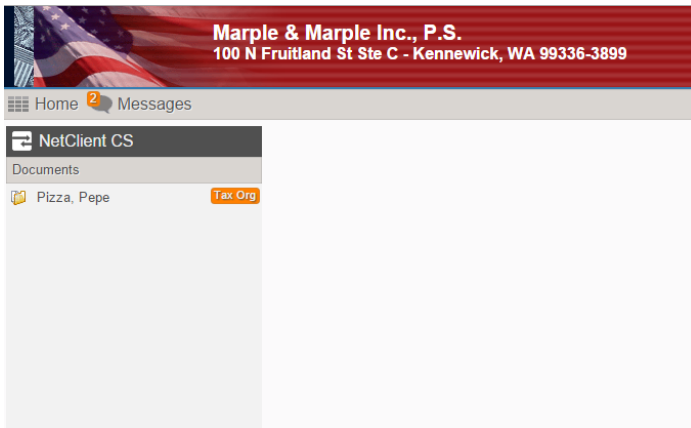 Marple & Marple Inc., P.S.
100 N Fruitland St Ste C - Kennewick, WA 99336-3899
Home 2 Messages
NetClient CS
Documents
Pizza, Pepe Tax Org